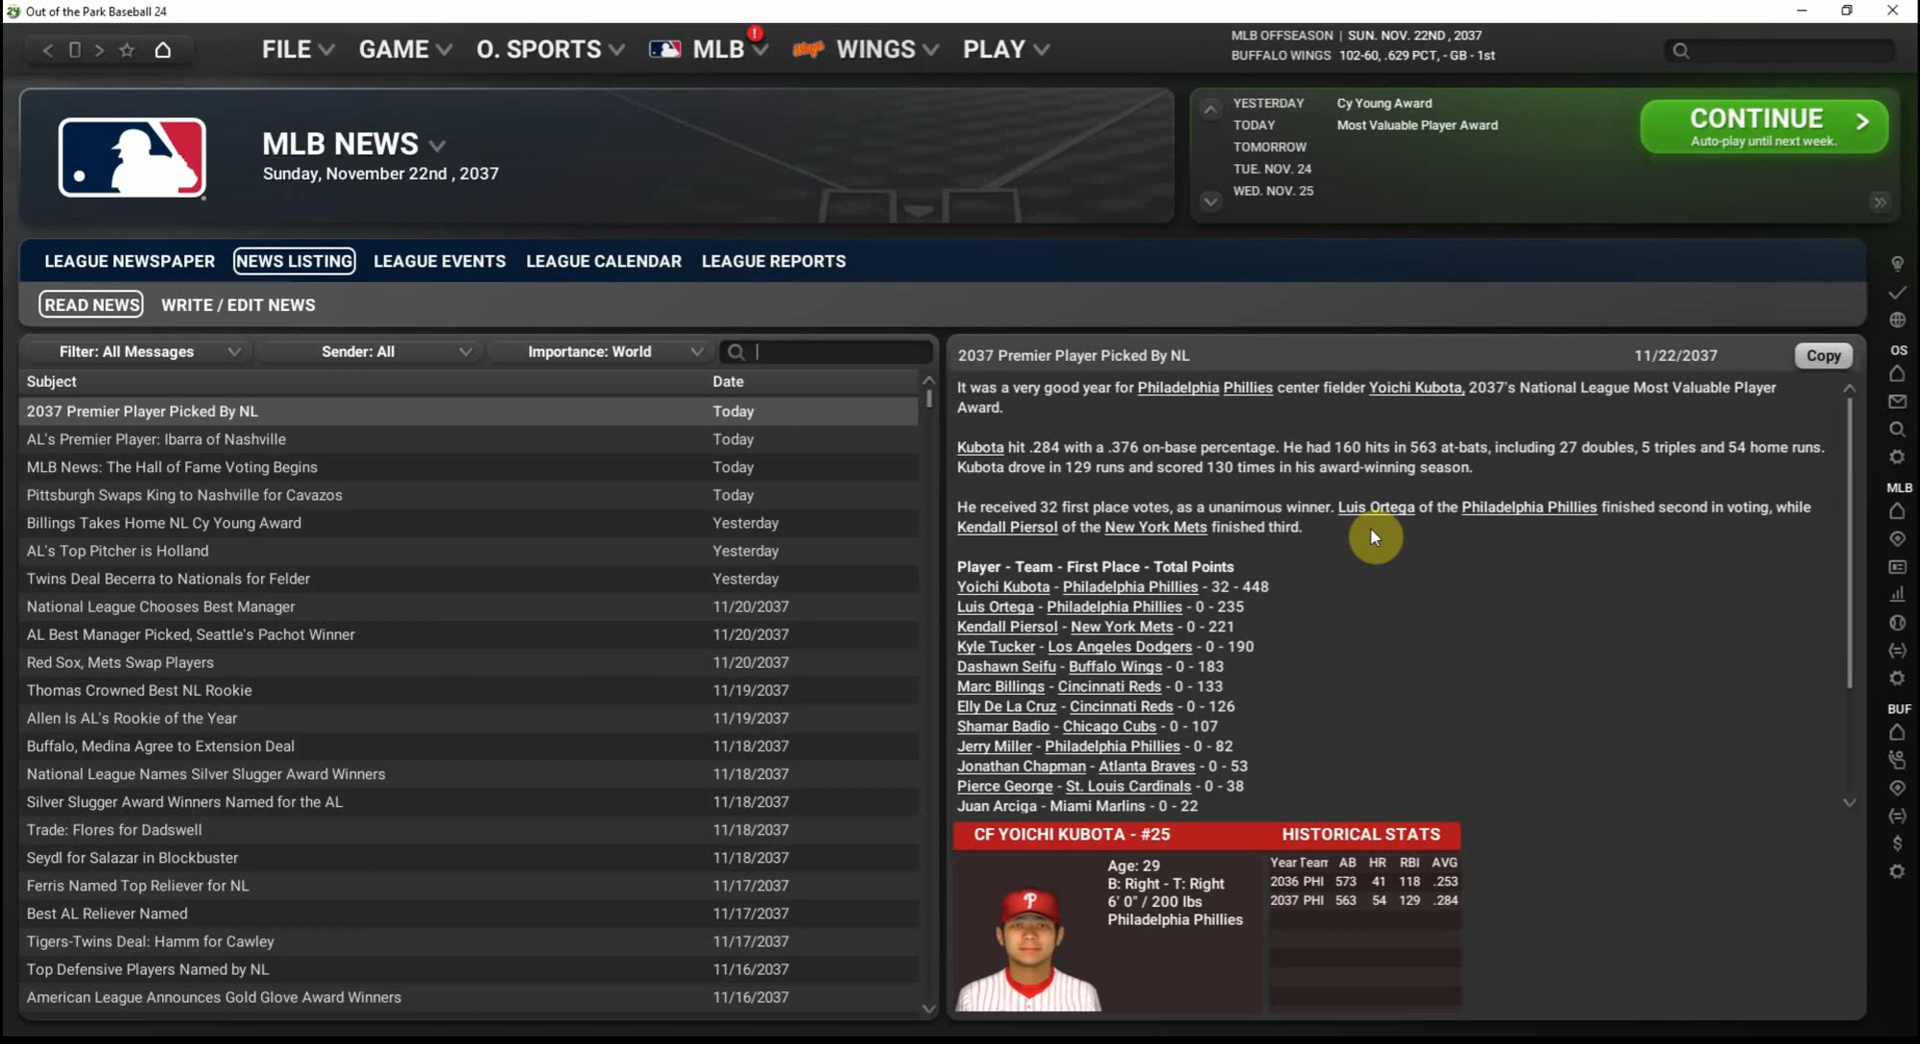 Out of the Park Baseball 24
FILE GAME O. SPORTS MLB ! WINGS PLAY
MLB OFFSEASON | SUN. NOV. 22ND , 2037
BUFFALO WINGS 102-60, .629 PCT, - GB - 1st
MLB NEWS
Sunday, November 22nd , 2037
YESTERDAY Cy Young Award
TODAY Most Valuable Player Award
TOMORROW
TUE. NOV. 24
WED. NOV. 25
CONTINUE
Auto-play until next week.
LEAGUE NEWSPAPER NEWS LISTING LEAGUE EVENTS LEAGUE CALENDAR LEAGUE REPORTS
READ NEWS WRITE / EDIT NEWS
Filter: All Messages Sender: All Importance: World
Subject Date
2037 Premier Player Picked By NL Today
AL's Premier Player: Ibarra of Nashville Today
MLB News: The Hall of Fame Voting Begins Today
Pittsburgh Swaps King to Nashville for Cavazos Today
Billings Takes Home NL Cy Young Award Yesterday
AL's Top Pitcher is Holland Yesterday
Twins Deal Becerra to Nationals for Felder Yesterday
National League Chooses Best Manager 11/20/2037
AL Best Manager Picked, Seattle's Pachot Winner 11/20/2037
Red Sox, Mets Swap Players 11/20/2037
Thomas Crowned Best NL Rookie 11/19/2037
Allen Is AL's Rookie of the Year 11/19/2037
Buffalo, Medina Agree to Extension Deal 11/18/2037
National League Names Silver Slugger Award Winners 11/18/2037
Silver Slugger Award Winners Named for the AL 11/18/2037
Trade: Flores for Dadswell 11/18/2037
Seydl for Salazar in Blockbuster 11/18/2037
Ferris Named Top Reliever for NL 11/17/2037
Best AL Reliever Named 11/17/2037
Tigers-Twins Deal: Hamm for Cawley 11/17/2037
Top Defensive Players Named by NL 11/16/2037
American League Announces Gold Glove Award Winners 11/16/2037
2037 Premier Player Picked By NL 11/22/2037 Copy
It was a very good year for Philadelphia Phillies center fielder Yoichi Kubota, 2037's National League Most Valuable Player
Award.
Kubota hit .284 with a .376 on-base percentage. He had 160 hits in 563 at-bats, including 27 doubles, 5 triples and 54 home runs.
Kubota drove in 129 runs and scored 130 times in his award-winning season.
He received 32 first place votes, as a unanimous winner. Luis Ortega of the Philadelphia Phillies finished second in voting, while
Kendall Piersol of the New York Mets finished third.
Player - Team - First Place - Total Points
Yoichi Kubota - Philadelphia Phillies - 32 - 448
Luis Ortega - Philadelphia Phillies - 0 - 235
Kendall Piersol - New York Mets - 0 - 221
Kyle Tucker - Los Angeles Dodgers - 0 - 190
Dashawn Seifu - Buffalo Wings - 0 - 183
Marc Billings - Cincinnati Reds - 0 - 133
Elly De La Cruz - Cincinnati Reds - 0 - 126
Shamar Badio - Chicago Cubs - 0 - 107
Jerry Miller - Philadelphia Phillies - 0 - 82
Jonathan Chapman - Atlanta Braves - 0 - 53
Pierce George - St. Louis Cardinals - 0 - 38
Juan Arciga - Miami Marlins - 0 - 22
CF YOICHI KUBOTA - #25
Age: 29
B: Right - T: Right
6' 0" / 200 lbs
Philadelphia Phillies
HISTORICAL STATS
Year Team AB HR RBI AVG
2036 PHI 573 41 118 .253
2037 PHI 563 54 129 .284
OS
MLB
BUF